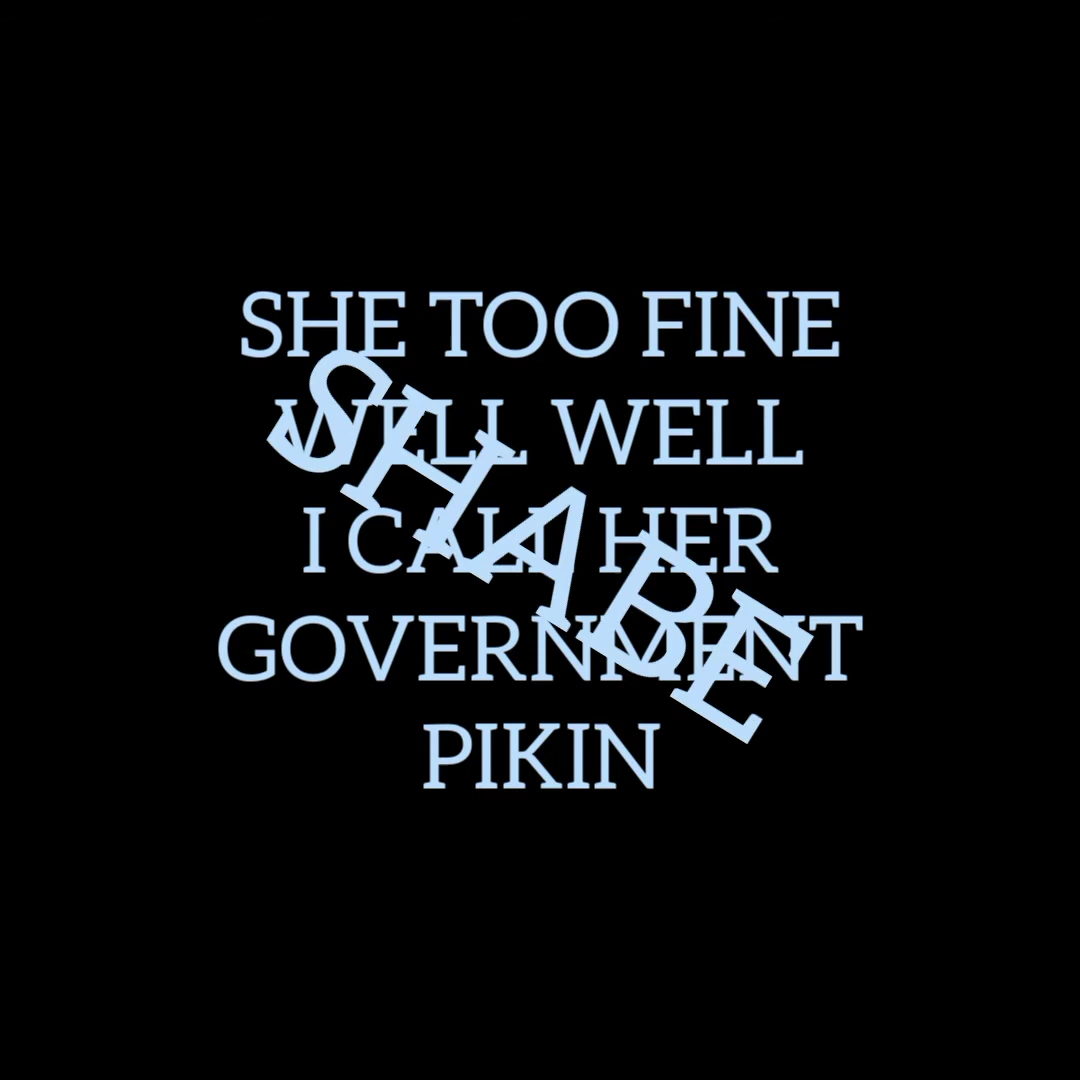 SHE TOO FINE
WELL WELL
I CALL HER
GOVERNMENT
PIKIN
SHABE